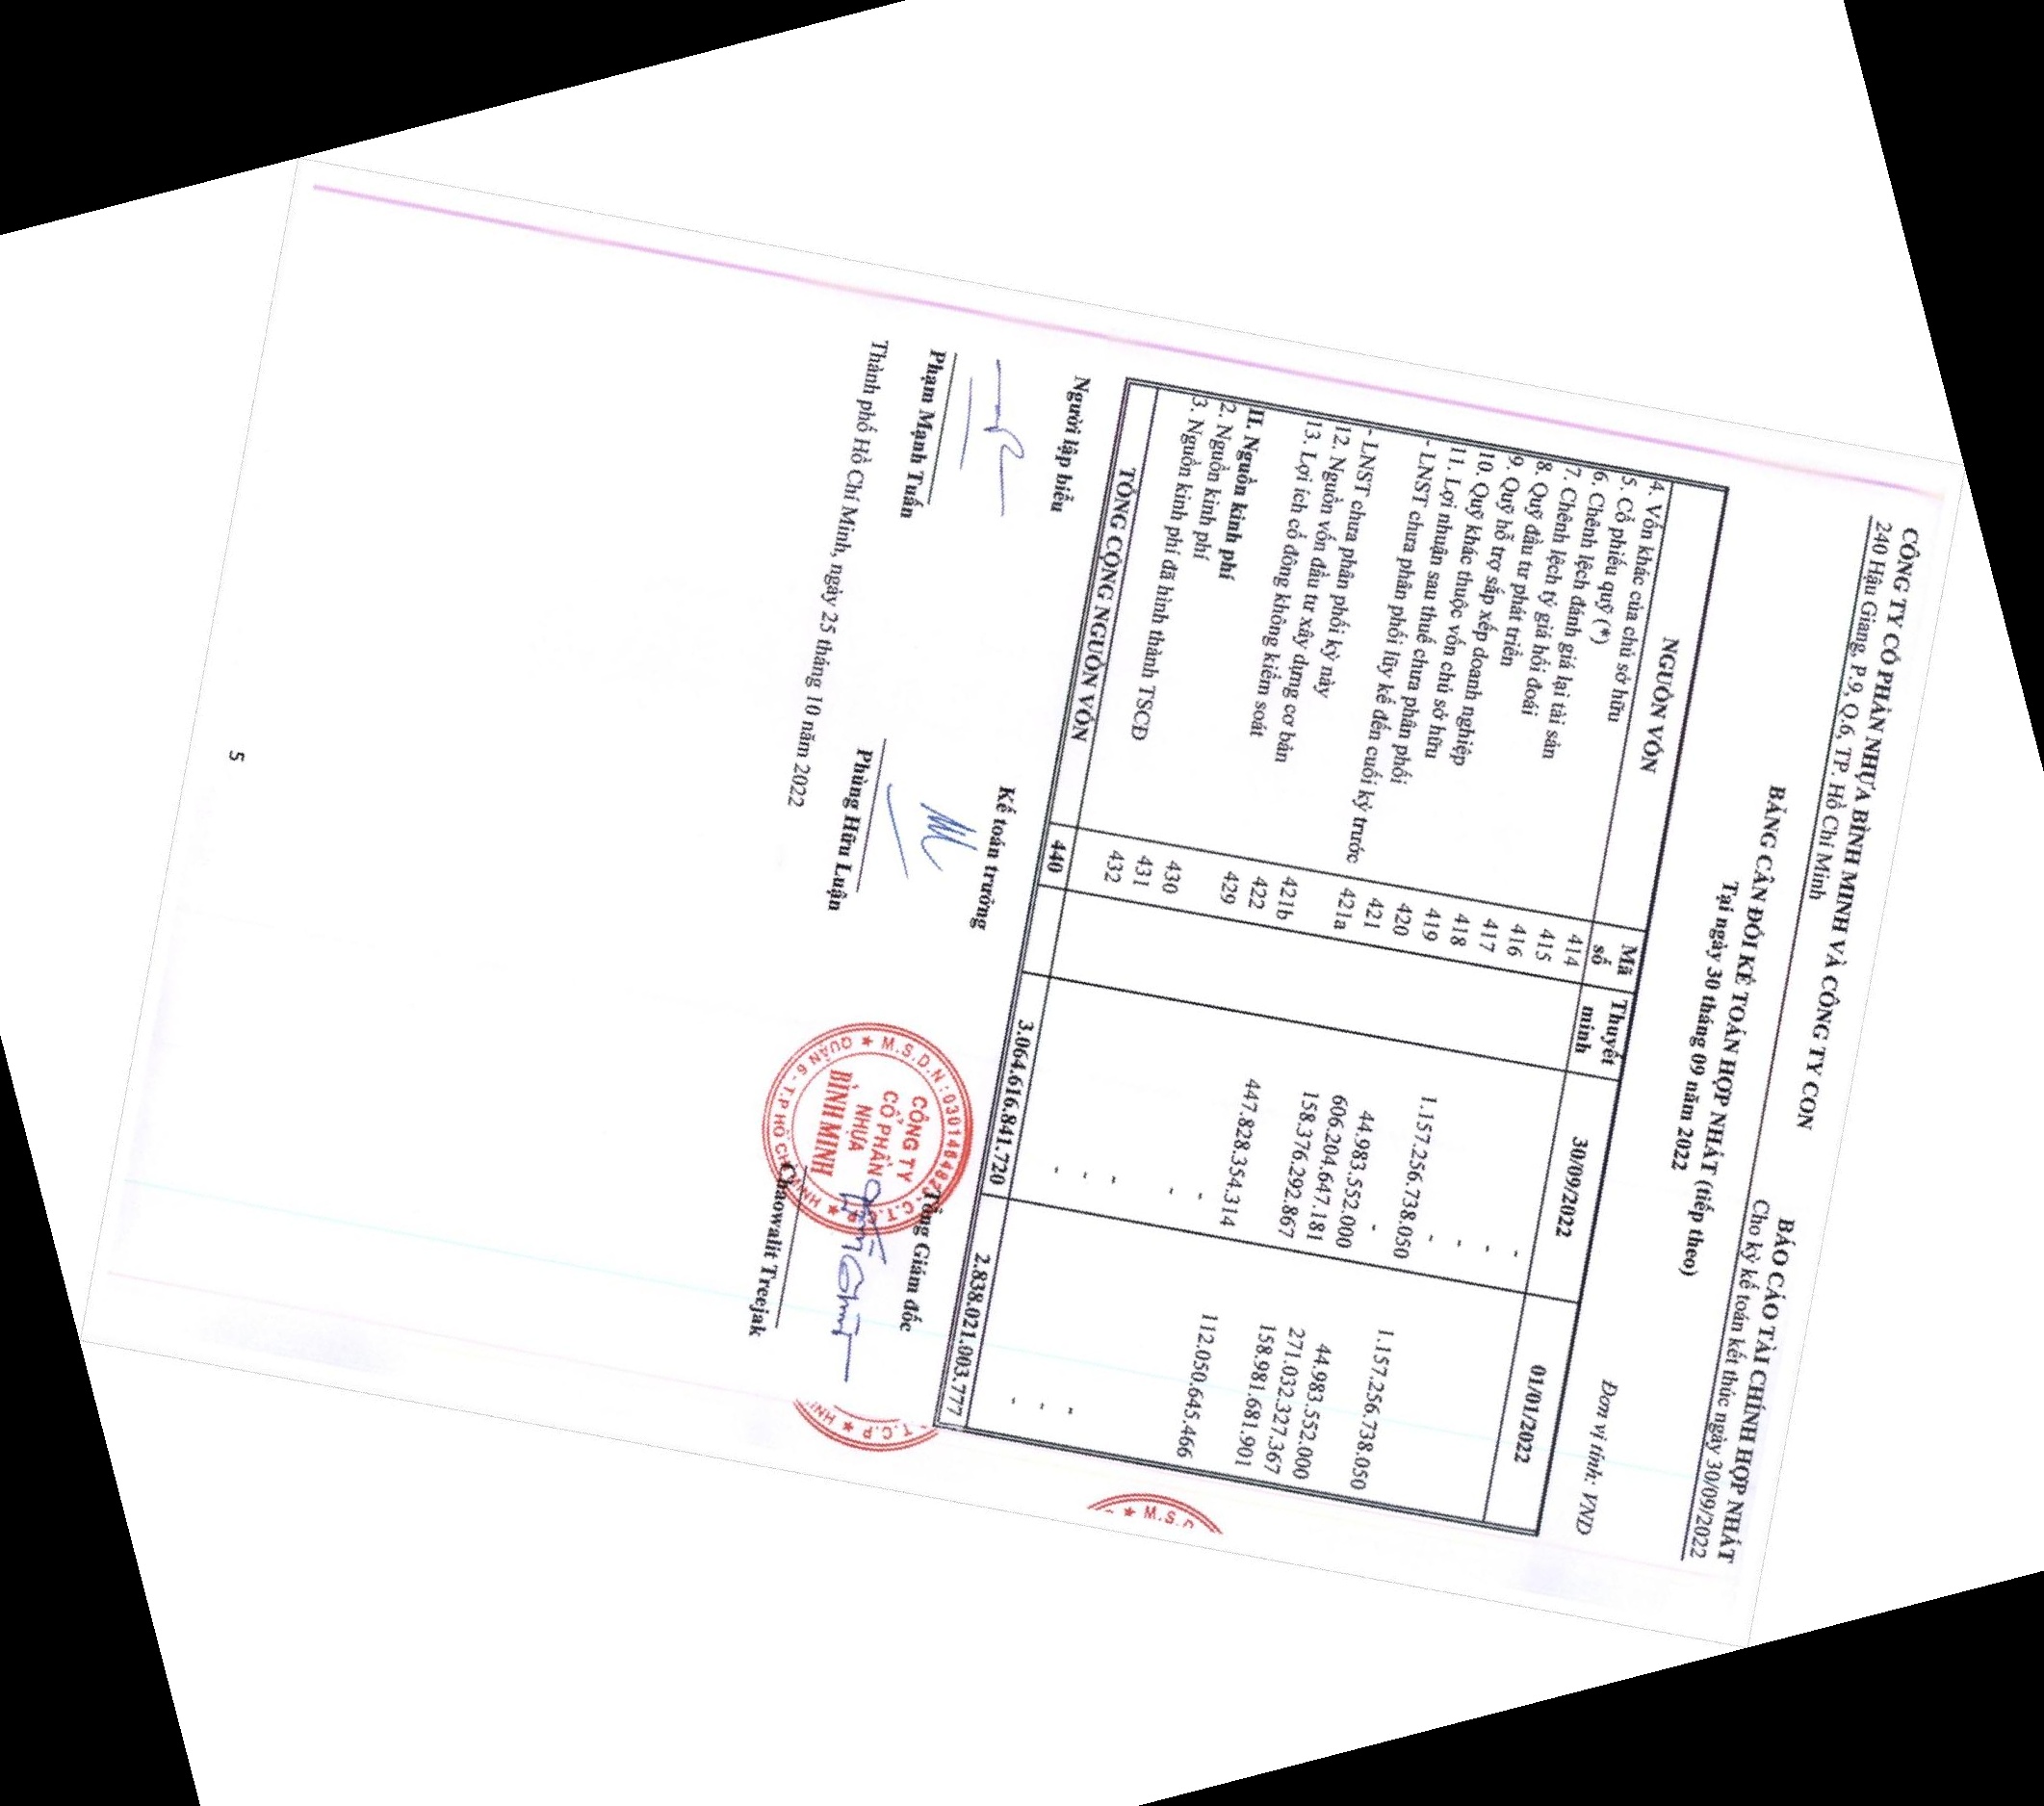 CÔNG TY CỔ PHẦN NHỰA BÌNH MINH VÀ CÔNG TY CON
240 Hậu Giang, P.9, Q.6, TP. Hồ Chí Minh
BÁO CÁO TÀI CHÍNH HỢP NHẤT
Cho kỳ kế toán kết thúc ngày 30/09/2022
BẢNG CÂN ĐỐI KẾ TOÁN HỢP NHẤT (tiếp theo)
Tại ngày 30 tháng 09 năm 2022
Đơn vị tính: VND
NGUỒN VỐN Mã số Thuyết minh 30/09/2022 01/01/2022
4. Vốn khác của chủ sở hữu 414 -
5. Cổ phiếu quỹ (*) 415 -
6. Chênh lệch đánh giá lại tài sản 416 -
7. Chênh lệch tỷ giá hối đoái 417 -
8. Quỹ đầu tư phát triển 418 1.157.256.738.050 1.157.256.738.050
9. Quỹ hỗ trợ sắp xếp doanh nghiệp 419 -
10. Quỹ khác thuộc vốn chủ sở hữu 420 44.983.552.000 44.983.552.000
11. Lợi nhuận sau thuế chưa phân phối 421 606.204.647.181 271.032.327.367
- LNST chưa phân phối lũy kế đến cuối kỳ trước 421a 158.376.292.867 158.981.681.901
- LNST chưa phân phối kỳ này 421b 447.828.354.314 112.050.645.466
12. Nguồn vốn đầu tư xây dựng cơ bản 422 -
13. Lợi ích cổ đông không kiểm soát 429 -
II. Nguồn kinh phí 430 - -
2. Nguồn kinh phí 431 - -
3. Nguồn kinh phí đã hình thành TSCĐ 432 - -
TỔNG CỘNG NGUỒN VỐN 440 3.064.616.841.720 2.838.021.003.777
Người lập biểu Kế toán trưởng Tổng Giám đốc
CÔNG TY
CỔ PHẦN
NHỰA
BÌNH MINH
Phạm Mạnh Tuấn Phùng Hữu Luận Chaowalit Treejak
Thành phố Hồ Chí Minh, ngày 25 tháng 10 năm 2022
5